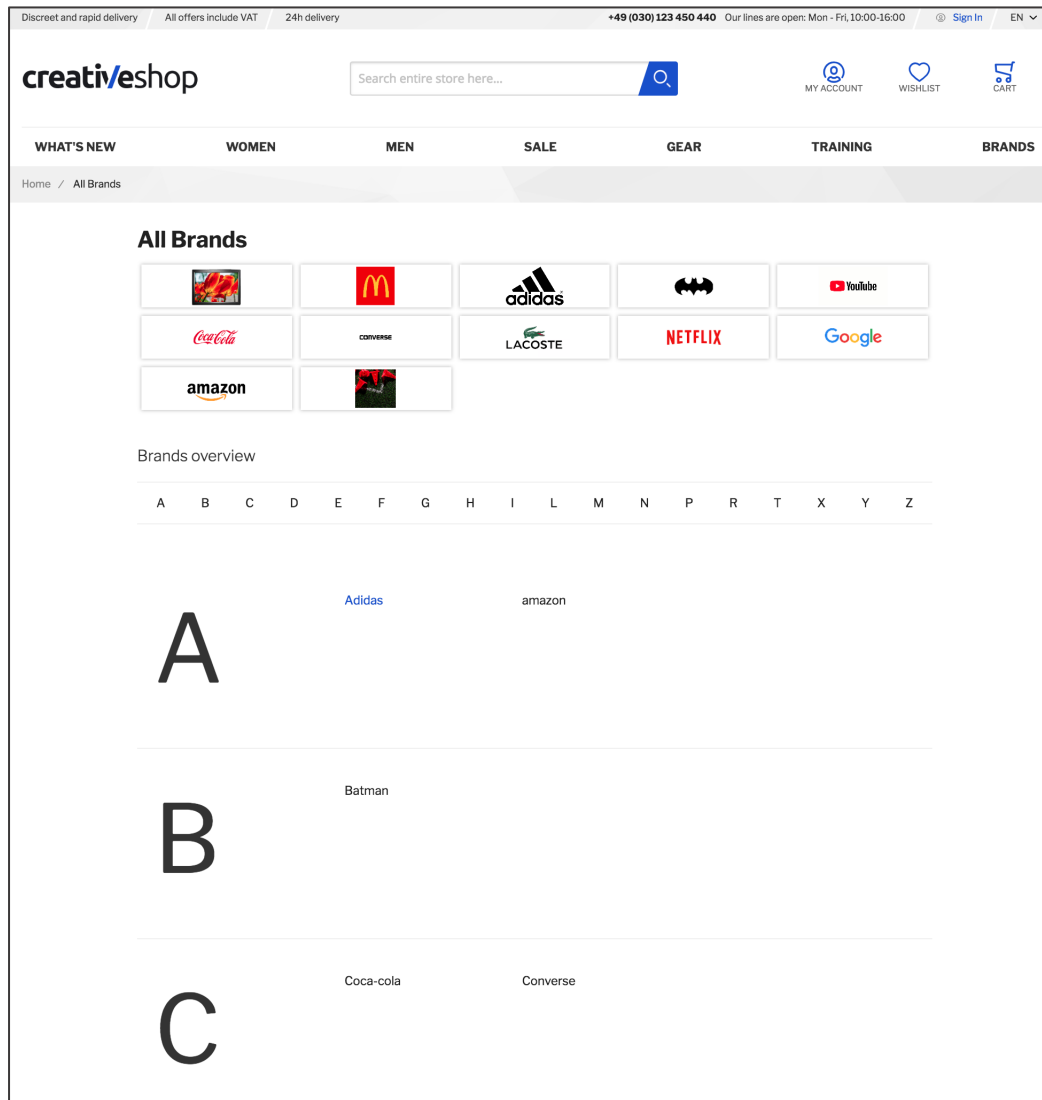 Discreet and rapid delivery All offers include VAT 24h delivery +49 (030) 123 450 440 Our lines are open: Mon - Fri, 10:00-16:00 Sign In EN
creativeshop
Search entire store here...
MY ACCOUNT WISHLIST CART
WHAT'S NEW WOMEN MEN SALE GEAR TRAINING BRANDS
Home / All Brands
All Brands
adidas YouTube
Coca-Cola CONVERSE LACOSTE NETFLIX Google
amazon
Brands overview
A B C D E F G H I L M N P R T X Y Z
A
Adidas amazon
B
Batman
C
Coca-cola Converse